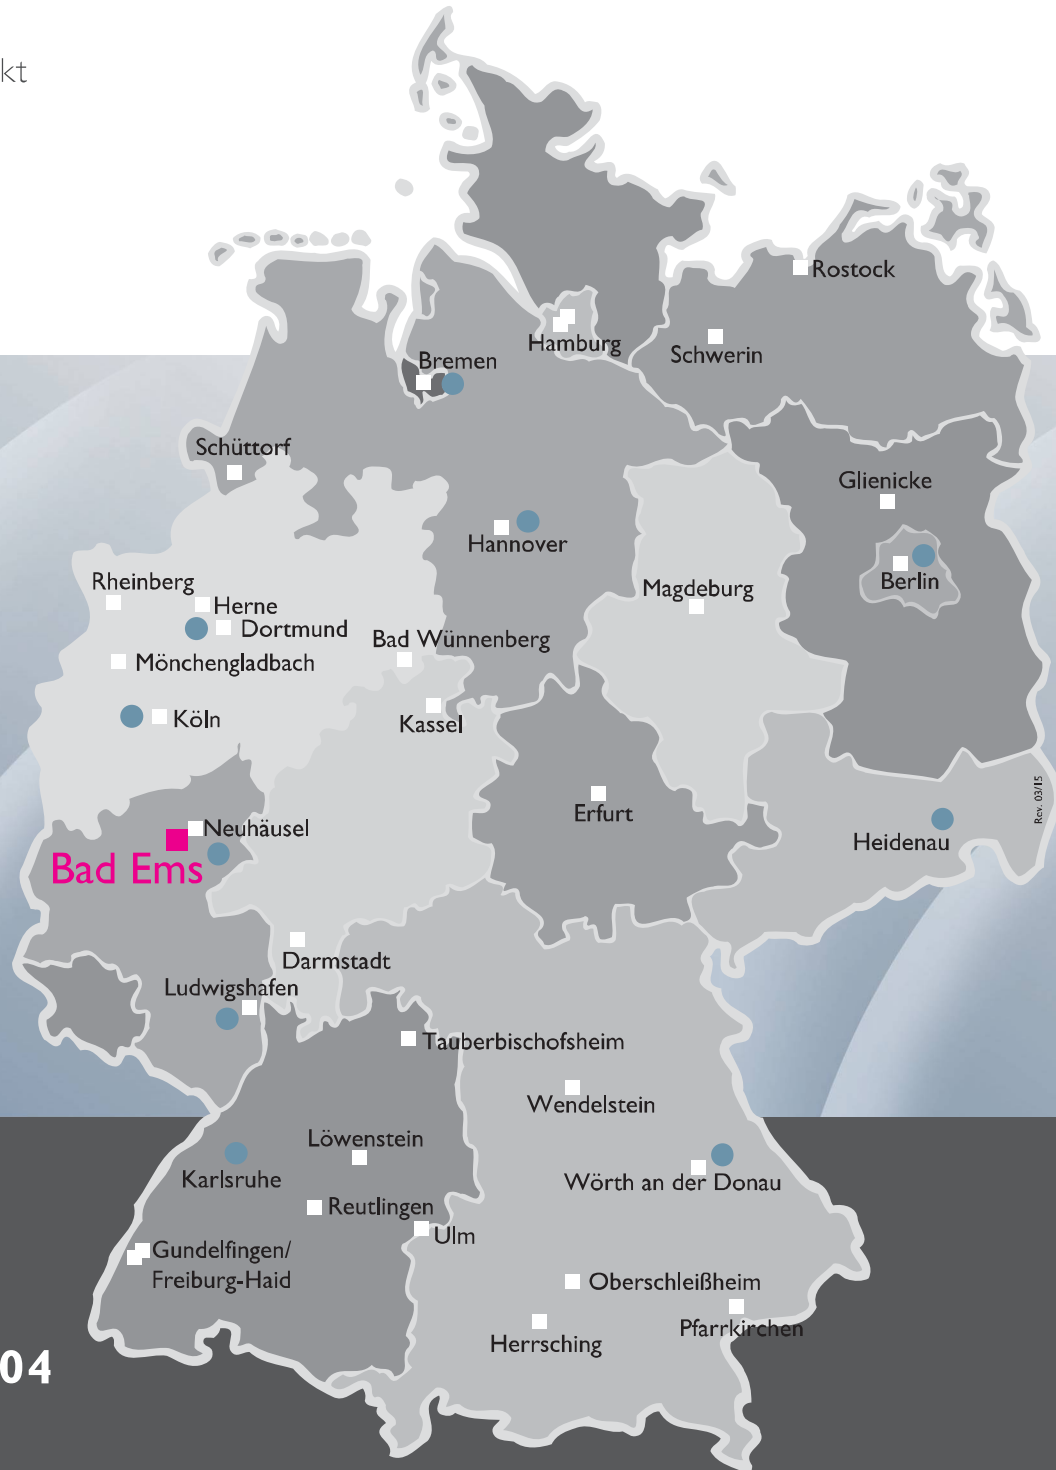 kt
Rostock
Hamburg
Schwerin
Bremen
Schüttorf
Glienicke
Hannover
Berlin
Rheinberg
Magdeburg
Herne
Dortmund
Bad Wünnenberg
Mönchengladbach
Köln
Kassel
Rev. 03/15
Erfurt
Neuhäusel
Heidenau
Bad Ems
Darmstadt
Ludwigshafen
Tauberbischofsheim
Wendelstein
Löwenstein
Karlsruhe
Wörth an der Donau
Reutlingen
Ulm
Gundelfingen/
Freiburg-Haid
Oberschleißheim
Pfarrkirchen
Herrsching
04